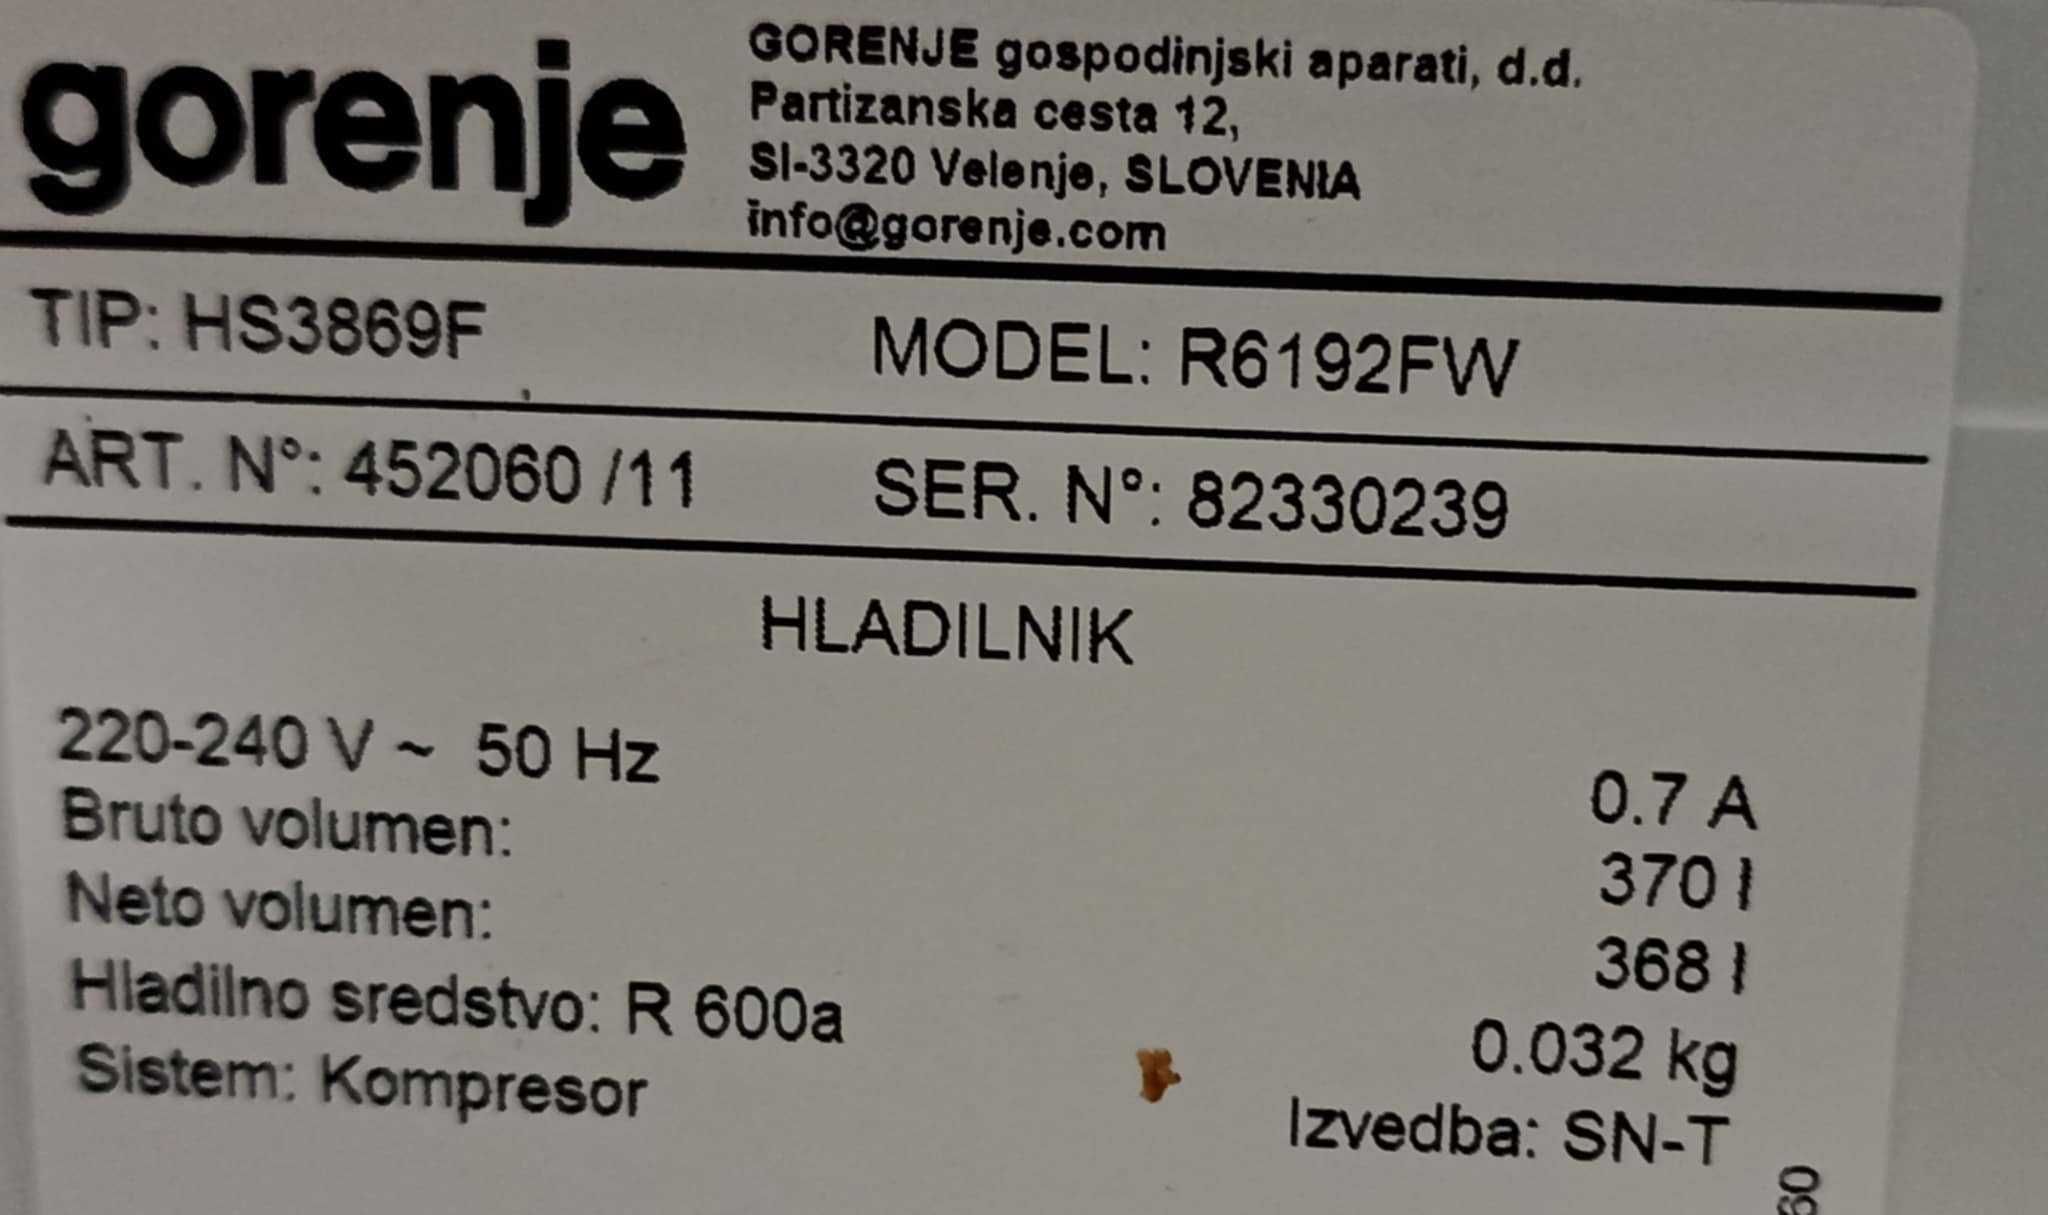 gorenje
GORENJE gospodinjski aparati, d.d.
Partizanska cesta 12,
SI-3320 Velenje, SLOVENIA
info@gorenje.com
TIP: HS3869F MODEL: R6192FW
ART. N°: 452060 /11 SER. N°: 82330239
HLADILNIK
220-240 V ~ 50 Hz 0.7 A
Bruto volumen: 370 l
Neto volumen: 368 l
Hladilno sredstvo: R 600a 0.032 kg
Sistem: Kompresor Izvedba: SN-T